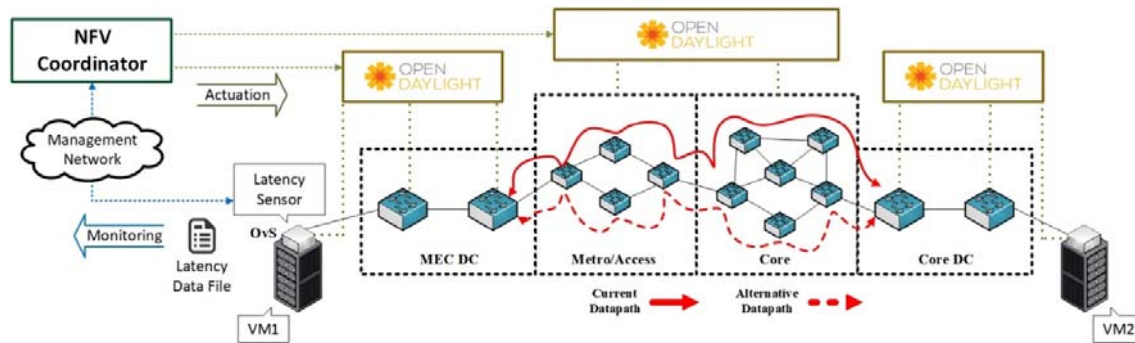 NFV
Coordinator
OPEN
DAYLIGHT
OPEN
DAYLIGHT
OPEN
DAYLIGHT
Actuation
Management
Network
Latency
Sensor
Monitoring
OvS
Latency
Data File
VM1
MEC DC
Metro/Access
Core
Core DC
Current
Datapath
Alternative
Datapath
VM2